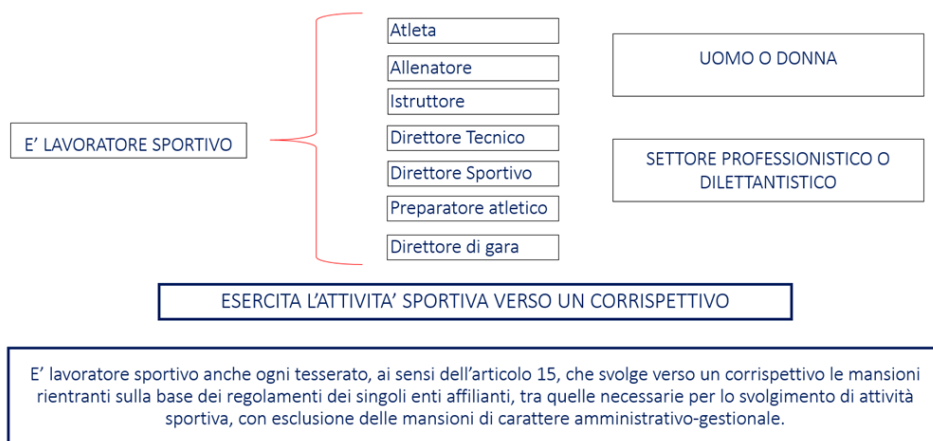 E' LAVORATORE SPORTIVO
Atleta
Allenatore
Istruttore
Direttore Tecnico
Direttore Sportivo
Preparatore atletico
Direttore di gara
UOMO O DONNA
SETTORE PROFESSIONISTICO O
DILETTANTISTICO
ESERCITA L'ATTIVITA' SPORTIVA VERSO UN CORRISPETTIVO
E' lavoratore sportivo anche ogni tesserato, ai sensi dell'articolo 15, che svolge verso un corrispettivo le mansioni
rientranti sulla base dei regolamenti dei singoli enti affilianti, tra quelle necessarie per lo svolgimento di attività
sportiva, con esclusione delle mansioni di carattere amministrativo-gestionale.